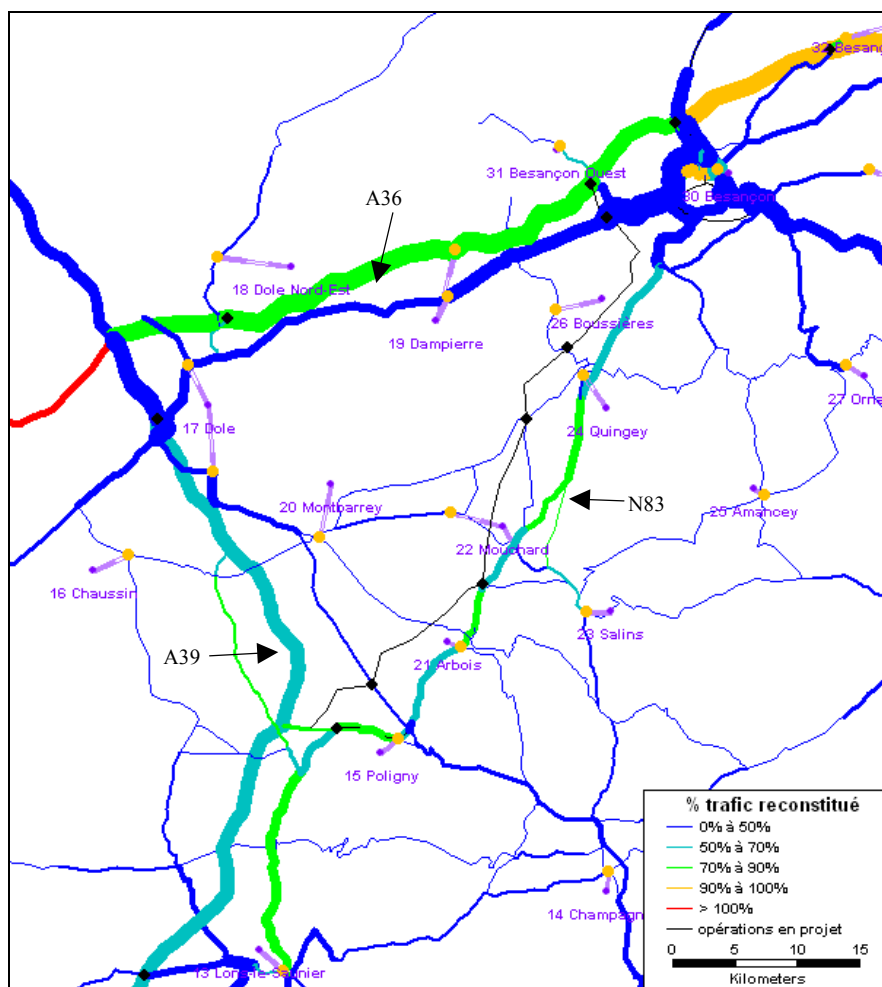 32 Besanç
31 Besançon Ouest
30 Besançon
A36
18 Dole Nord-Est
26 Boussières
19 Dampierre
27 Orna
24 Quingey
17 Dole
N83
20 Montbarrey
25 Amancey
22 Mouchard
16 Chaussin
23 Salins
A39
21 Arbois
15 Poligny
14 Champagn
13 Lons-le Saunier
% trafic reconstitué
0% à 50%
50% à 70%
70% à 90%
90% à 100%
> 100%
opérations en projet
0 5 10 15
Kilometers